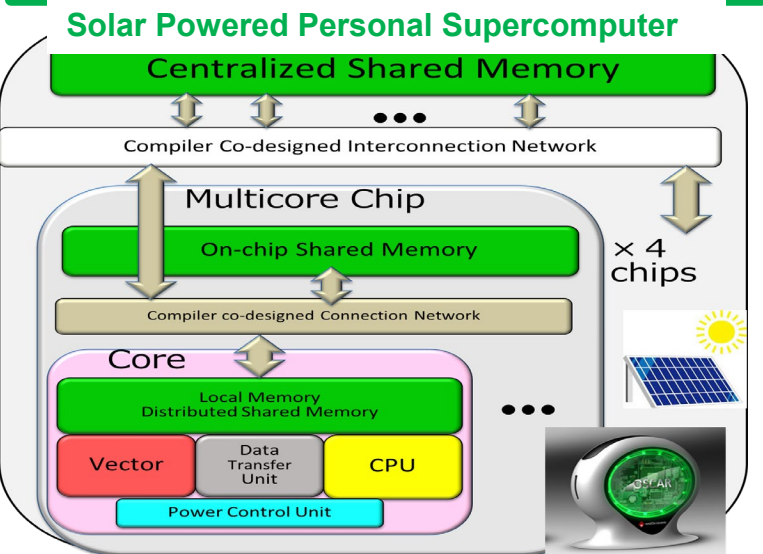 Solar Powered Personal Supercomputer
Centralized Shared Memory
Compiler Co-designed Interconnection Network
Multicore Chip
On-chip Shared Memory
× 4
chips
Compiler co-designed Connection Network
Core
Local Memory
Distributed Shared Memory
Vector
Data
Transfer
Unit
CPU
Power Control Unit
OSCAR